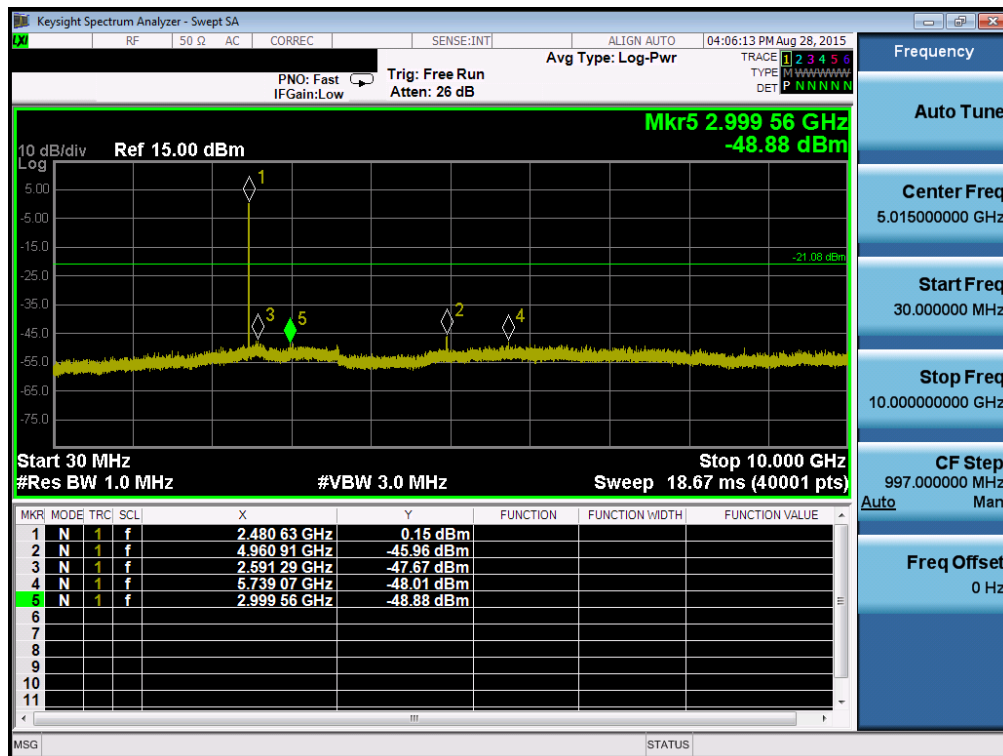 Keysight Spectrum Analyzer - Swept SA
LXI RF 50 Ω AC CORREC SENSE:INT ALIGN AUTO 04:06:13 PM Aug 28, 2015
Avg Type: Log-Pwr TRACE 1 2 3 4 5 6
PNO: Fast Trig: Free Run TYPE M W W W W W
IFGain:Low Atten: 26 dB DET P N N N N N
Mkr5 2.999 56 GHz
-48.88 dBm
10 dB/div Ref 15.00 dBm
Log
5.00
-5.00
-15.0
-25.0
-35.0
-45.0
-55.0
-65.0
-75.0
1
-21.08 dBm
3 5 2 4
Start 30 MHz Stop 10.000 GHz
#Res BW 1.0 MHz #VBW 3.0 MHz Sweep 18.67 ms (40001 pts)
MKR MODE TRC SCL X Y FUNCTION FUNCTION WIDTH FUNCTION VALUE
1 N 1 f 2.480 63 GHz 0.15 dBm
2 N 1 f 4.960 91 GHz -45.96 dBm
3 N 1 f 2.591 29 GHz -47.67 dBm
4 N 1 f 5.739 07 GHz -48.01 dBm
5 N 1 f 2.999 56 GHz -48.88 dBm
6
7
8
9
10
11
MSG STATUS
Frequency
Auto Tune
Center Freq
5.015000000 GHz
Start Freq
30.000000 MHz
Stop Freq
10.000000000 GHz
CF Step
997.000000 MHz
Auto Man
Freq Offset
0 Hz